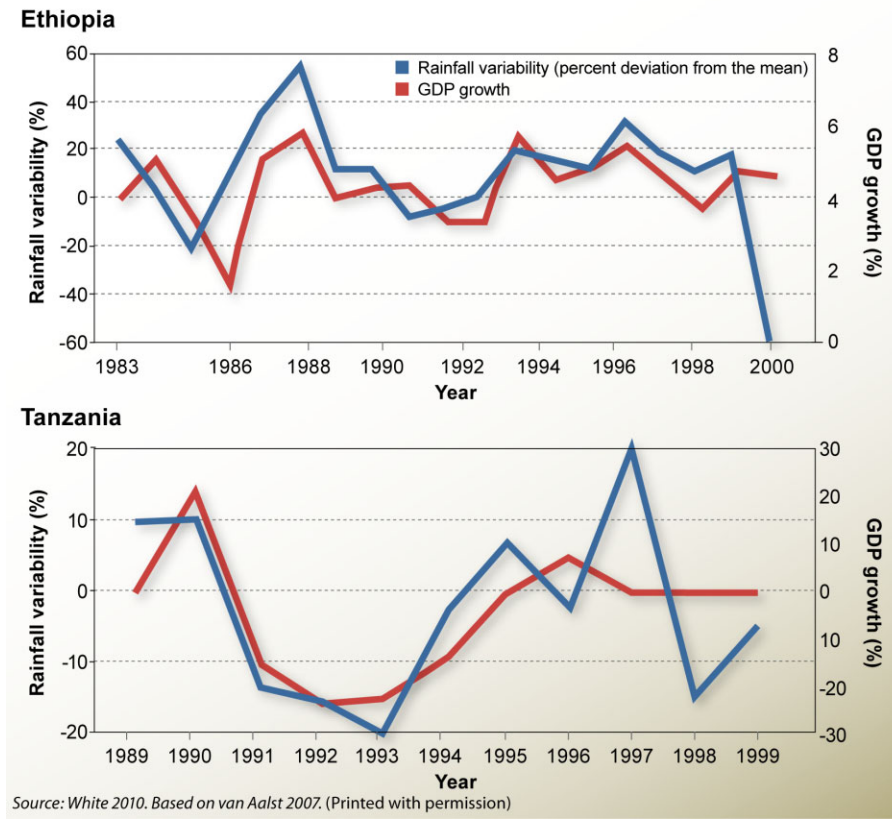 Ethiopia
Rainfall variability (percent deviation from the mean)
GDP growth
Rainfall variability (%)
60
40
20
0
-20
-40
-60
8
6
4
2
0
GDP growth (%)
1983 1986 1988 1990 1992 1994 1996 1998 2000
Year
Tanzania
Rainfall variability (%)
20
10
0
-10
-20
30
20
10
0
10
-20
-30
GDP growth (%)
1989 1990 1991 1992 1993 1994 1995 1996 1997 1998 1999
Year
Source: White 2010. Based on van Aalst 2007. (Printed with permission)